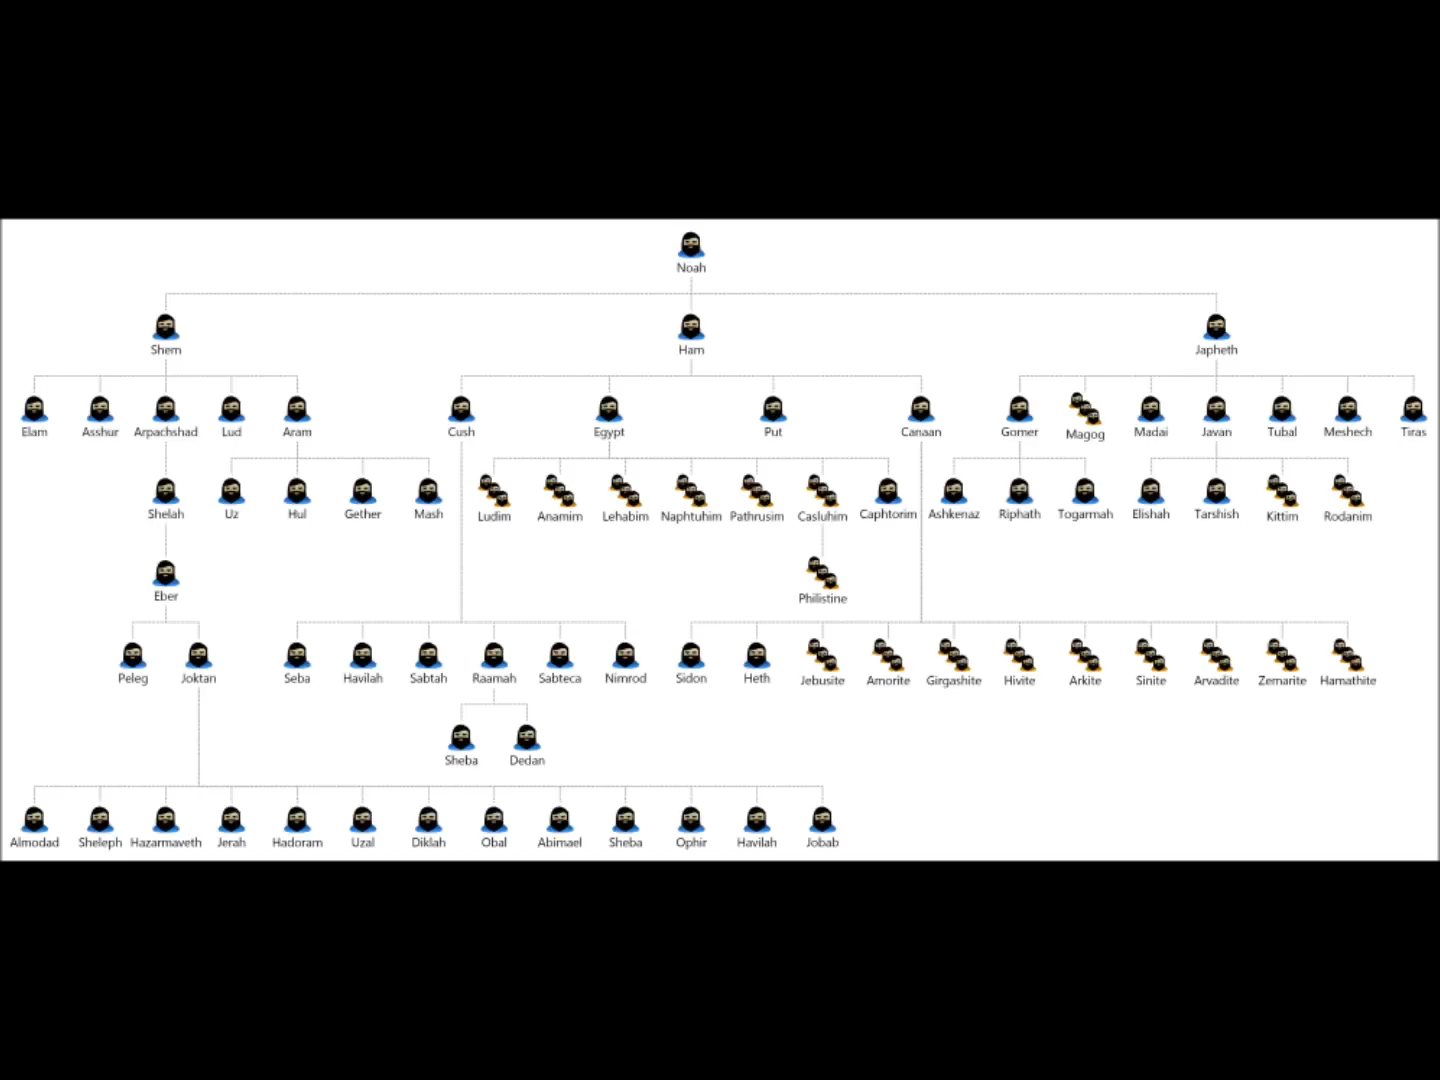 Noah
Shem Ham Japheth
Elam Asshur Arpachshad Lud Aram Cush Egypt Put Canaan Gomer Magog Madai Javan Tubal Meshech Tiras
Shelah Uz Hul Gether Mash Ludim Anamim Lehabim Naphtuhim Pathrusim Casluhim Caphtorim Ashkenaz Riphath Togarmah Elishah Tarshish Kittim Rodanim
Eber Philistine
Peleg Joktan Seba Havilah Sabtah Raamah Sabteca Nimrod Sidon Heth Jebusite Amorite Girgashite Hivite Arkite Sinite Arvadite Zemarite Hamathite
Sheba Dedan
Almodad Sheleph Hazarmaveth Jerah Hadoram Uzal Diklah Obal Abimael Sheba Ophir Havilah Jobab